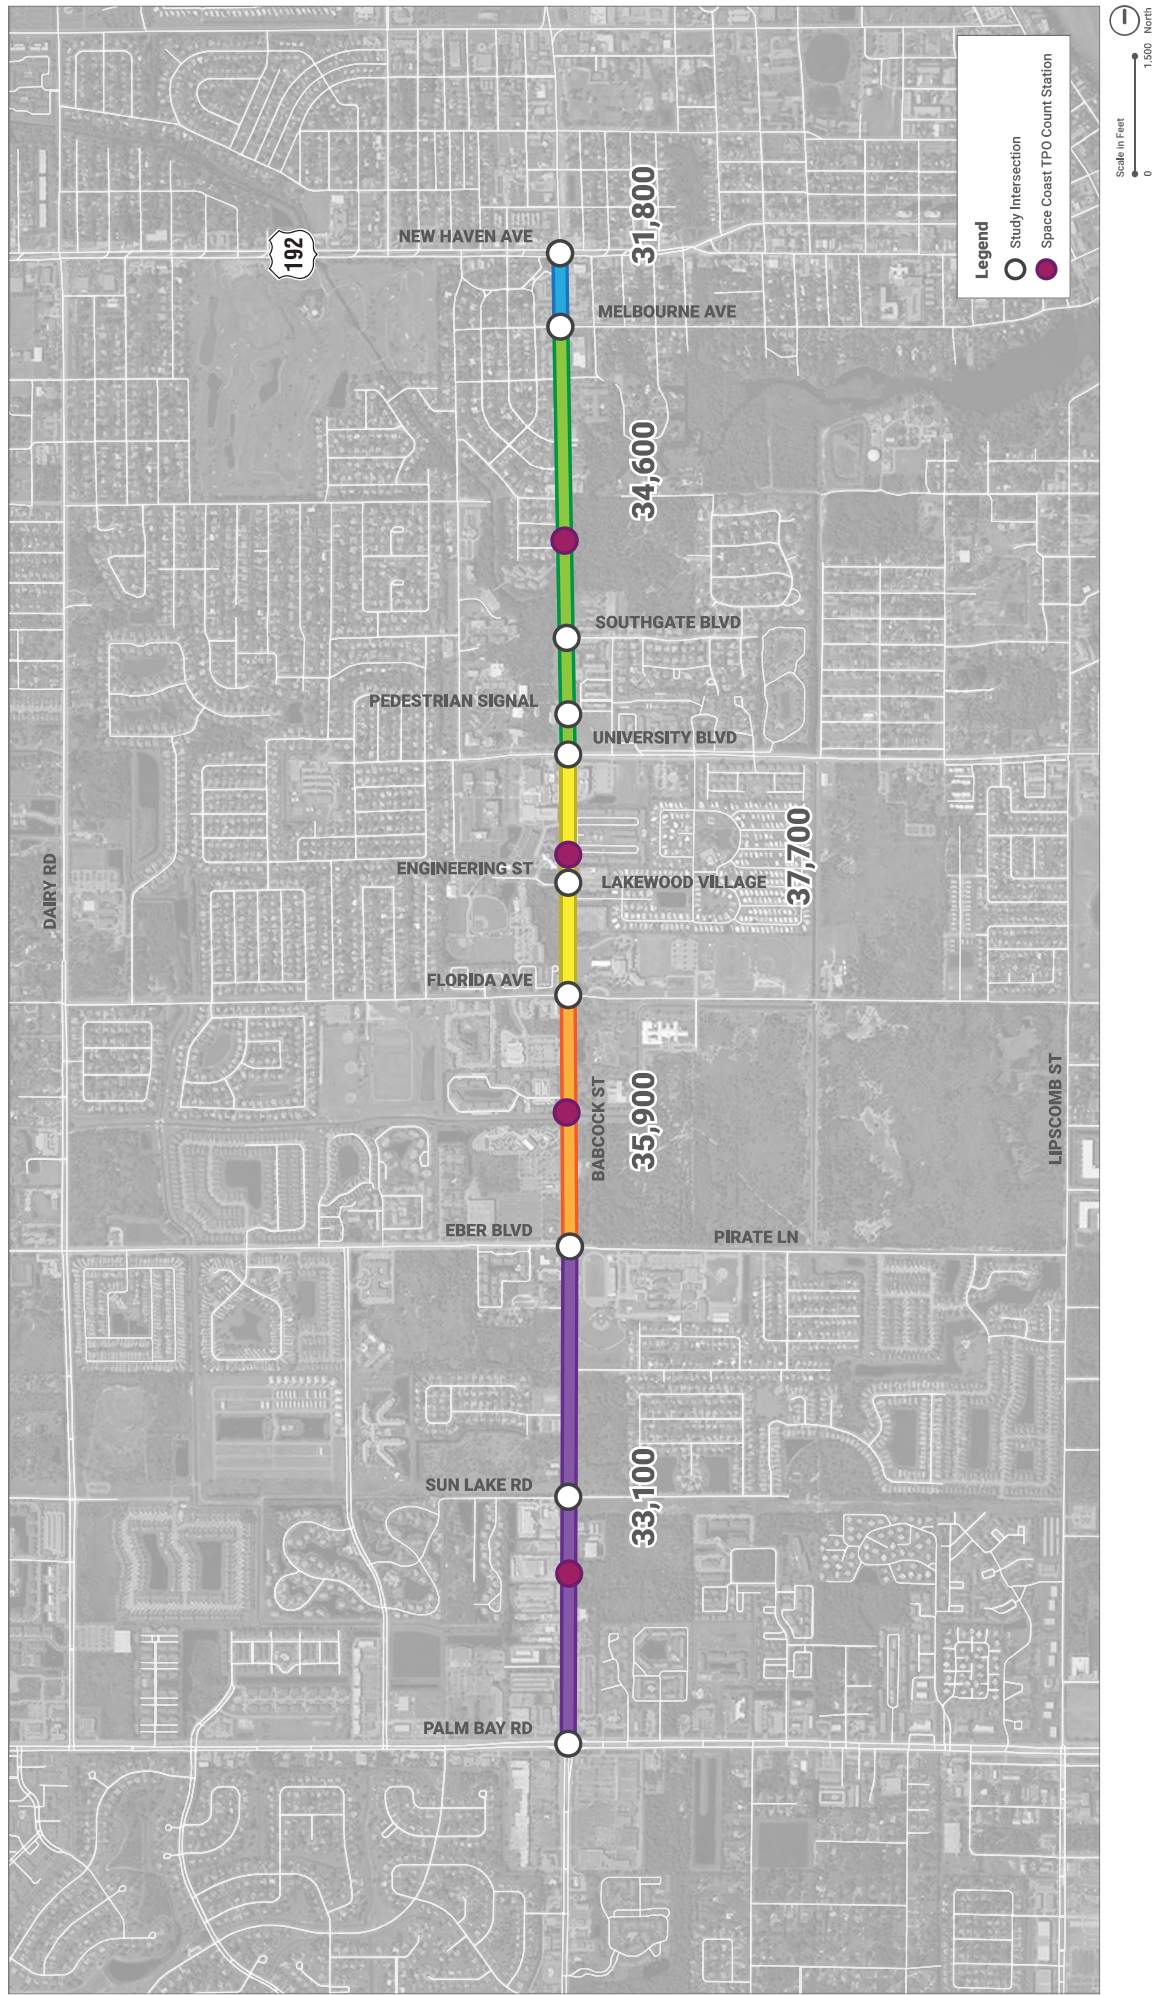 NEW HAVEN AVE
192
31,800
MELBOURNE AVE
34,600
SOUTHGATE BLVD
PEDESTRIAN SIGNAL
UNIVERSITY BLVD
37,700
DAIRY RD
ENGINEERING ST
LAKEWOOD VILLAGE
FLORIDA AVE
BABCOCK ST
35,900
LIPSCOMB ST
EBER BLVD
PIRATE LN
SUN LAKE RD
33,100
PALM BAY RD
Legend
Study Intersection
Space Coast TPO Count Station
Scale in Feet
0
1,500
North